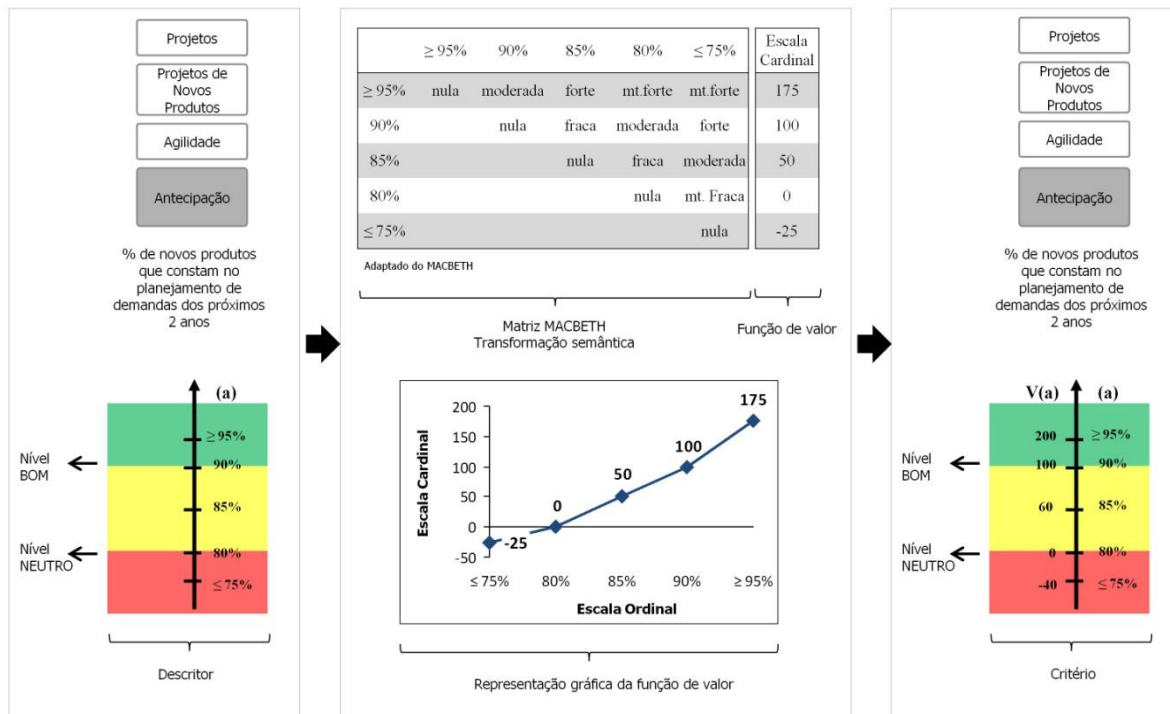 Projetos
Projetos de
Novos
Produtos
Agilidade
Antecipação
% de novos produtos
que constam no
planejamento de
demandas dos próximos
2 anos
(a)
≥ 95%
Nível
BOM
90%
85%
Nível
NEUTRO
80%
≤ 75%
Descritor
≥ 95% 90% 85% 80% ≤ 75% Escala
Cardinal
≥ 95% nula moderada forte mt.forte mt.forte 175
90% nula fraca moderada forte 100
85% nula fraca moderada 50
80% nula mt. Fraca 0
≤ 75% nula -25
Adaptado do MACBETH
Matriz MACBETH
Transformação semântica
Função de valor
Escala Cardinal
200
150
100
50
0
-50
-25
0
50
100
175
≤ 75% 80% 85% 90% ≥ 95%
Escala Ordinal
Representação gráfica da função de valor
Projetos
Projetos de
Novos
Produtos
Agilidade
Antecipação
% de novos produtos
que constam no
planejamento de
demandas dos próximos
2 anos
V(a) (a)
200 ≥ 95%
Nível
BOM
100 90%
60 85%
Nível
NEUTRO
0 80%
-40 ≤ 75%
Critério